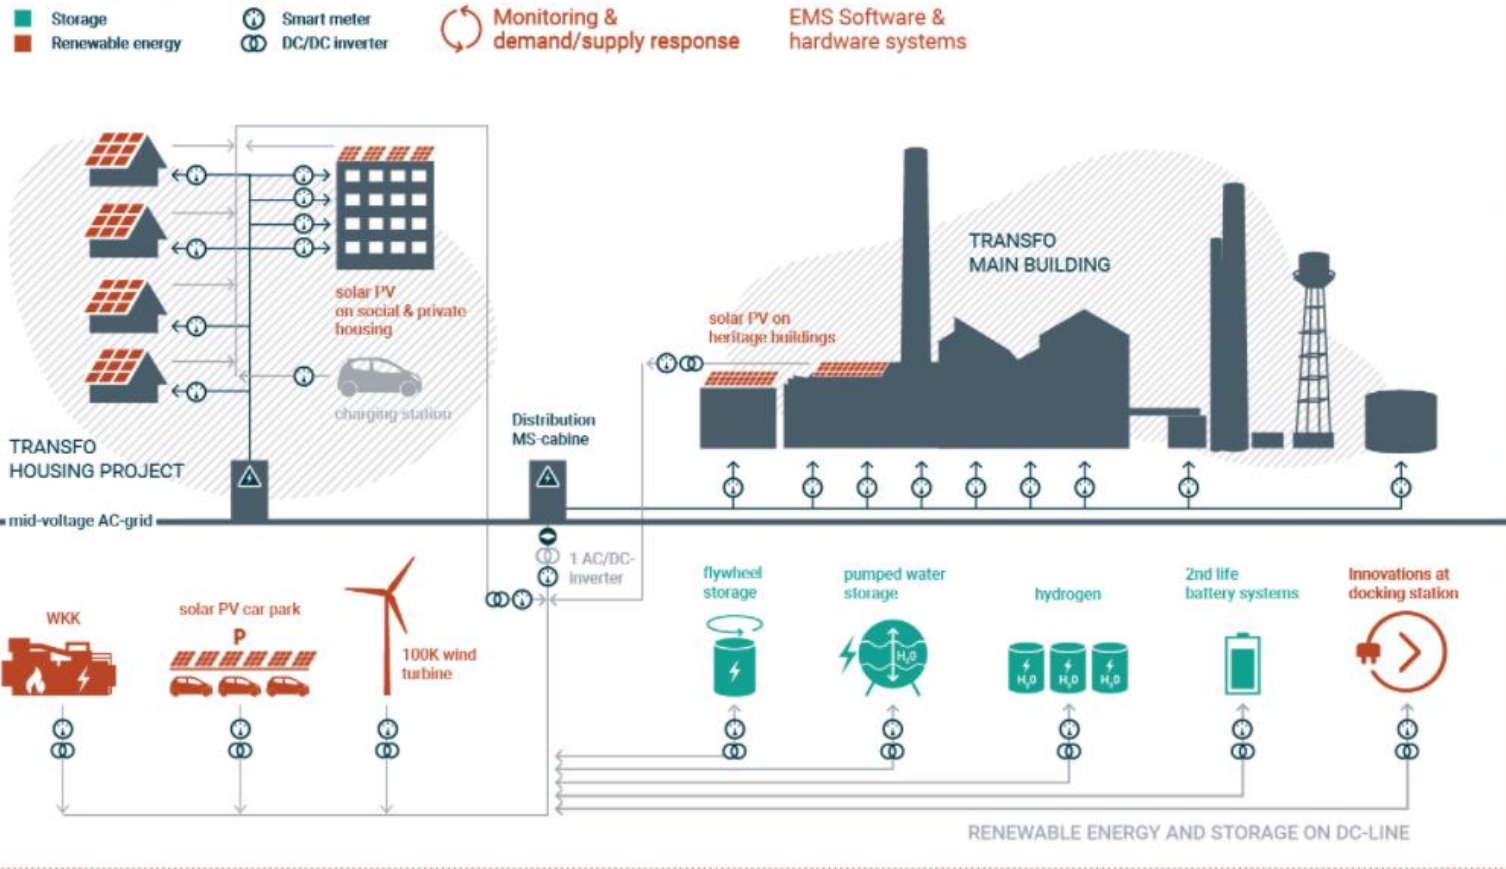 Storage
Renewable energy
Smart meter
DC/DC inverter
Monitoring &
demand/supply response
EMS Software &
hardware systems
solar PV
on social & private
housing
charging station
TRANSFO
HOUSING PROJECT
mid-voltage AC-grid
Distribution
MS-cabine
1 AC/DC-
inverter
solar PV on
heritage buildings
TRANSFO
MAIN BUILDING
WKK
solar PV car park
P
100K wind
turbine
flywheel
storage
pumped water
storage
H₂O
hydrogen
H₂O
H₂O
H₂O
2nd life
battery systems
Innovations at
docking station
RENEWABLE ENERGY AND STORAGE ON DC-LINE